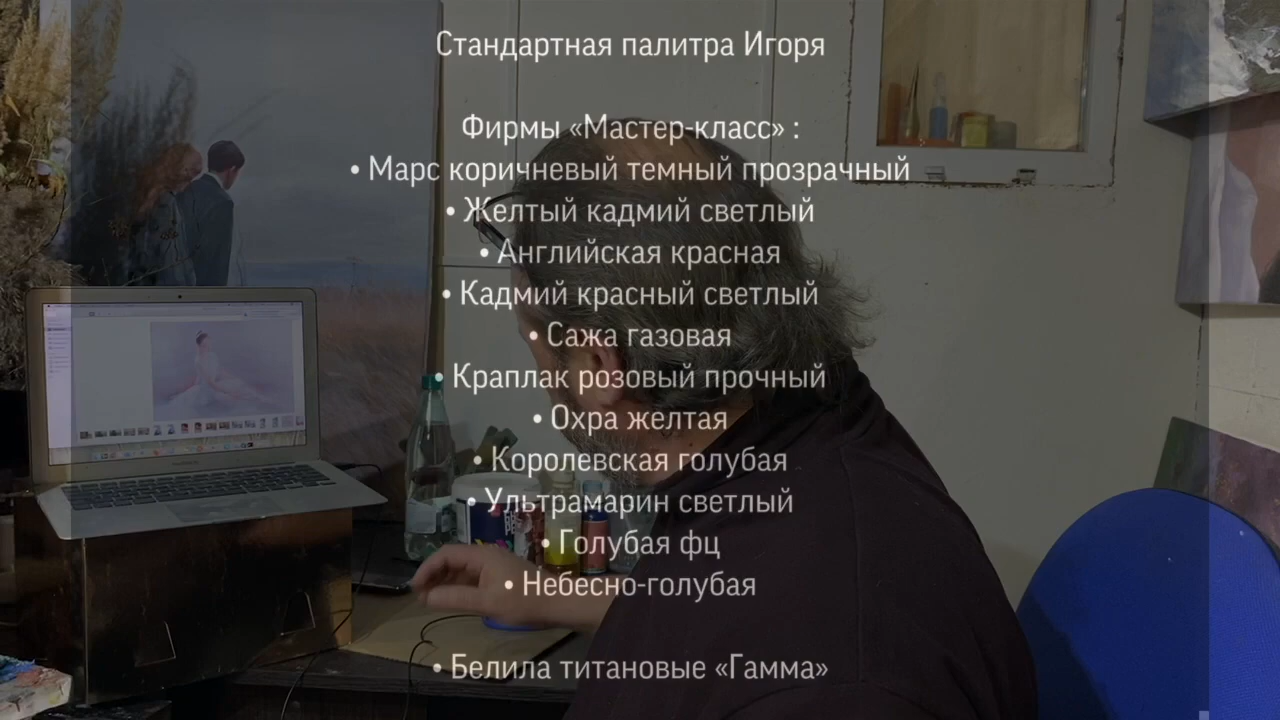 Стандартная палитра Игоря
Фирмы «Мастер-класс» :
• Марс коричневый темный прозрачный
• Желтый кадмий светлый
• Английская красная
• Кадмий красный светлый
• Сажа газовая
• Краплак розовый прочный
• Охра желтая
• Королевская голубая
• Ультрамарин светлый
• Голубая фц
• Небесно-голубая
• Белила титановые «Гамма»